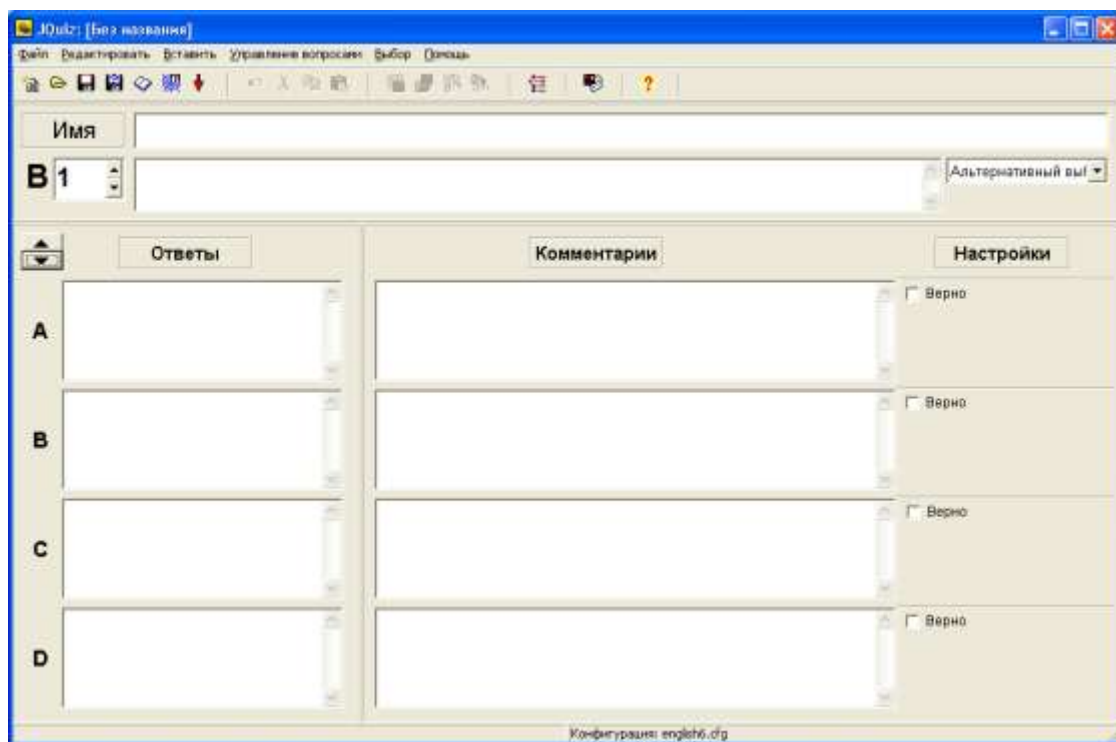 JQuiz: [Без названия]
Файл Редактировать Вставить Управление вопросами Выбор Помощь
?
Имя
В 1 Альтернативный выб
Ответы Комментарии Настройки
A Верно
B Верно
C Верно
D Верно
Конфигурация: english6.cfg